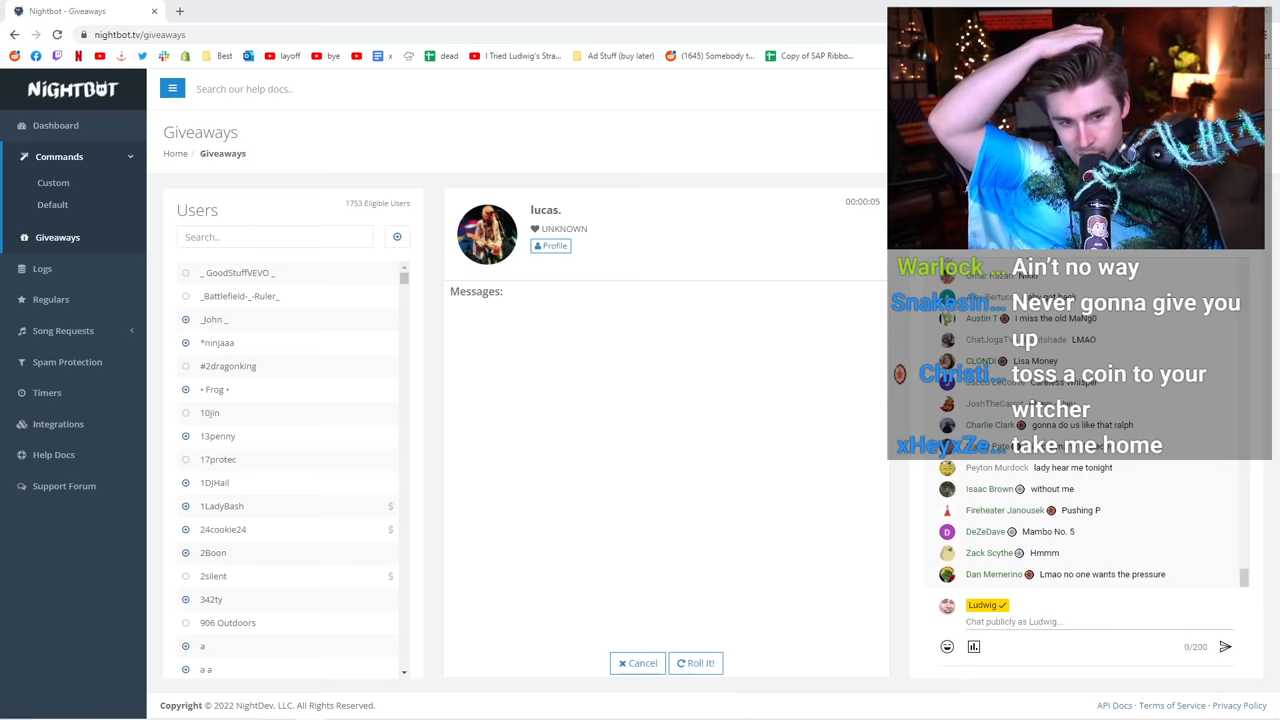 Nightbot - Giveaways
nightbot.tv/giveaways
Best
layoff
bye
x
dead
I Tried Ludwig's Stra...
Ad Stuff (buy later)
(1645) Somebody t...
Copy of SAP Ribbo...
NiGHTBOT
Search our help docs..
Dashboard
Commands
Custom
Default
Giveaways
Logs
Regulars
Song Requests
Spam Protection
Timers
Integrations
Help Docs
Support Forum
Giveaways
Home / Giveaways
Users
1753 Eligible Users
Search..
_ GoodStuffVEVO _
_Battlefield-_-Ruler_
_John _
*ninjaaa
#2dragonking
• Frog •
10jin
13penny
17protec
1DJHail
1LadyBash $
24cookie24 $
2Boon
2silent $
342ty
906 Outdoors
a
a a
lucas.
UNKNOWN
Profile
00:00:05
Messages:
Cancel
Roll It!
Warlock ... Ain't no way
Snakesin... Never gonna give you
up
Christi... toss a coin to your
witcher
xHeyxZe... take me home
Austin T I miss the old MaNg0
LMAO
CLONDI Lisa Money
Careless Whisper
Charlie Clark gonna do us like that ralph
Peyton Murdock lady hear me tonight
Isaac Brown without me
Fireheater Janousek Pushing P
D
DeZeDave Mambo No. 5
Zack Scythe Hmmm
Dan Memerino Lmao no one wants the pressure
Ludwig
Chat publicly as Ludwig...
0/200
Copyright © 2022 NightDev, LLC. All Rights Reserved.
API Docs · Terms of Service · Privacy Policy